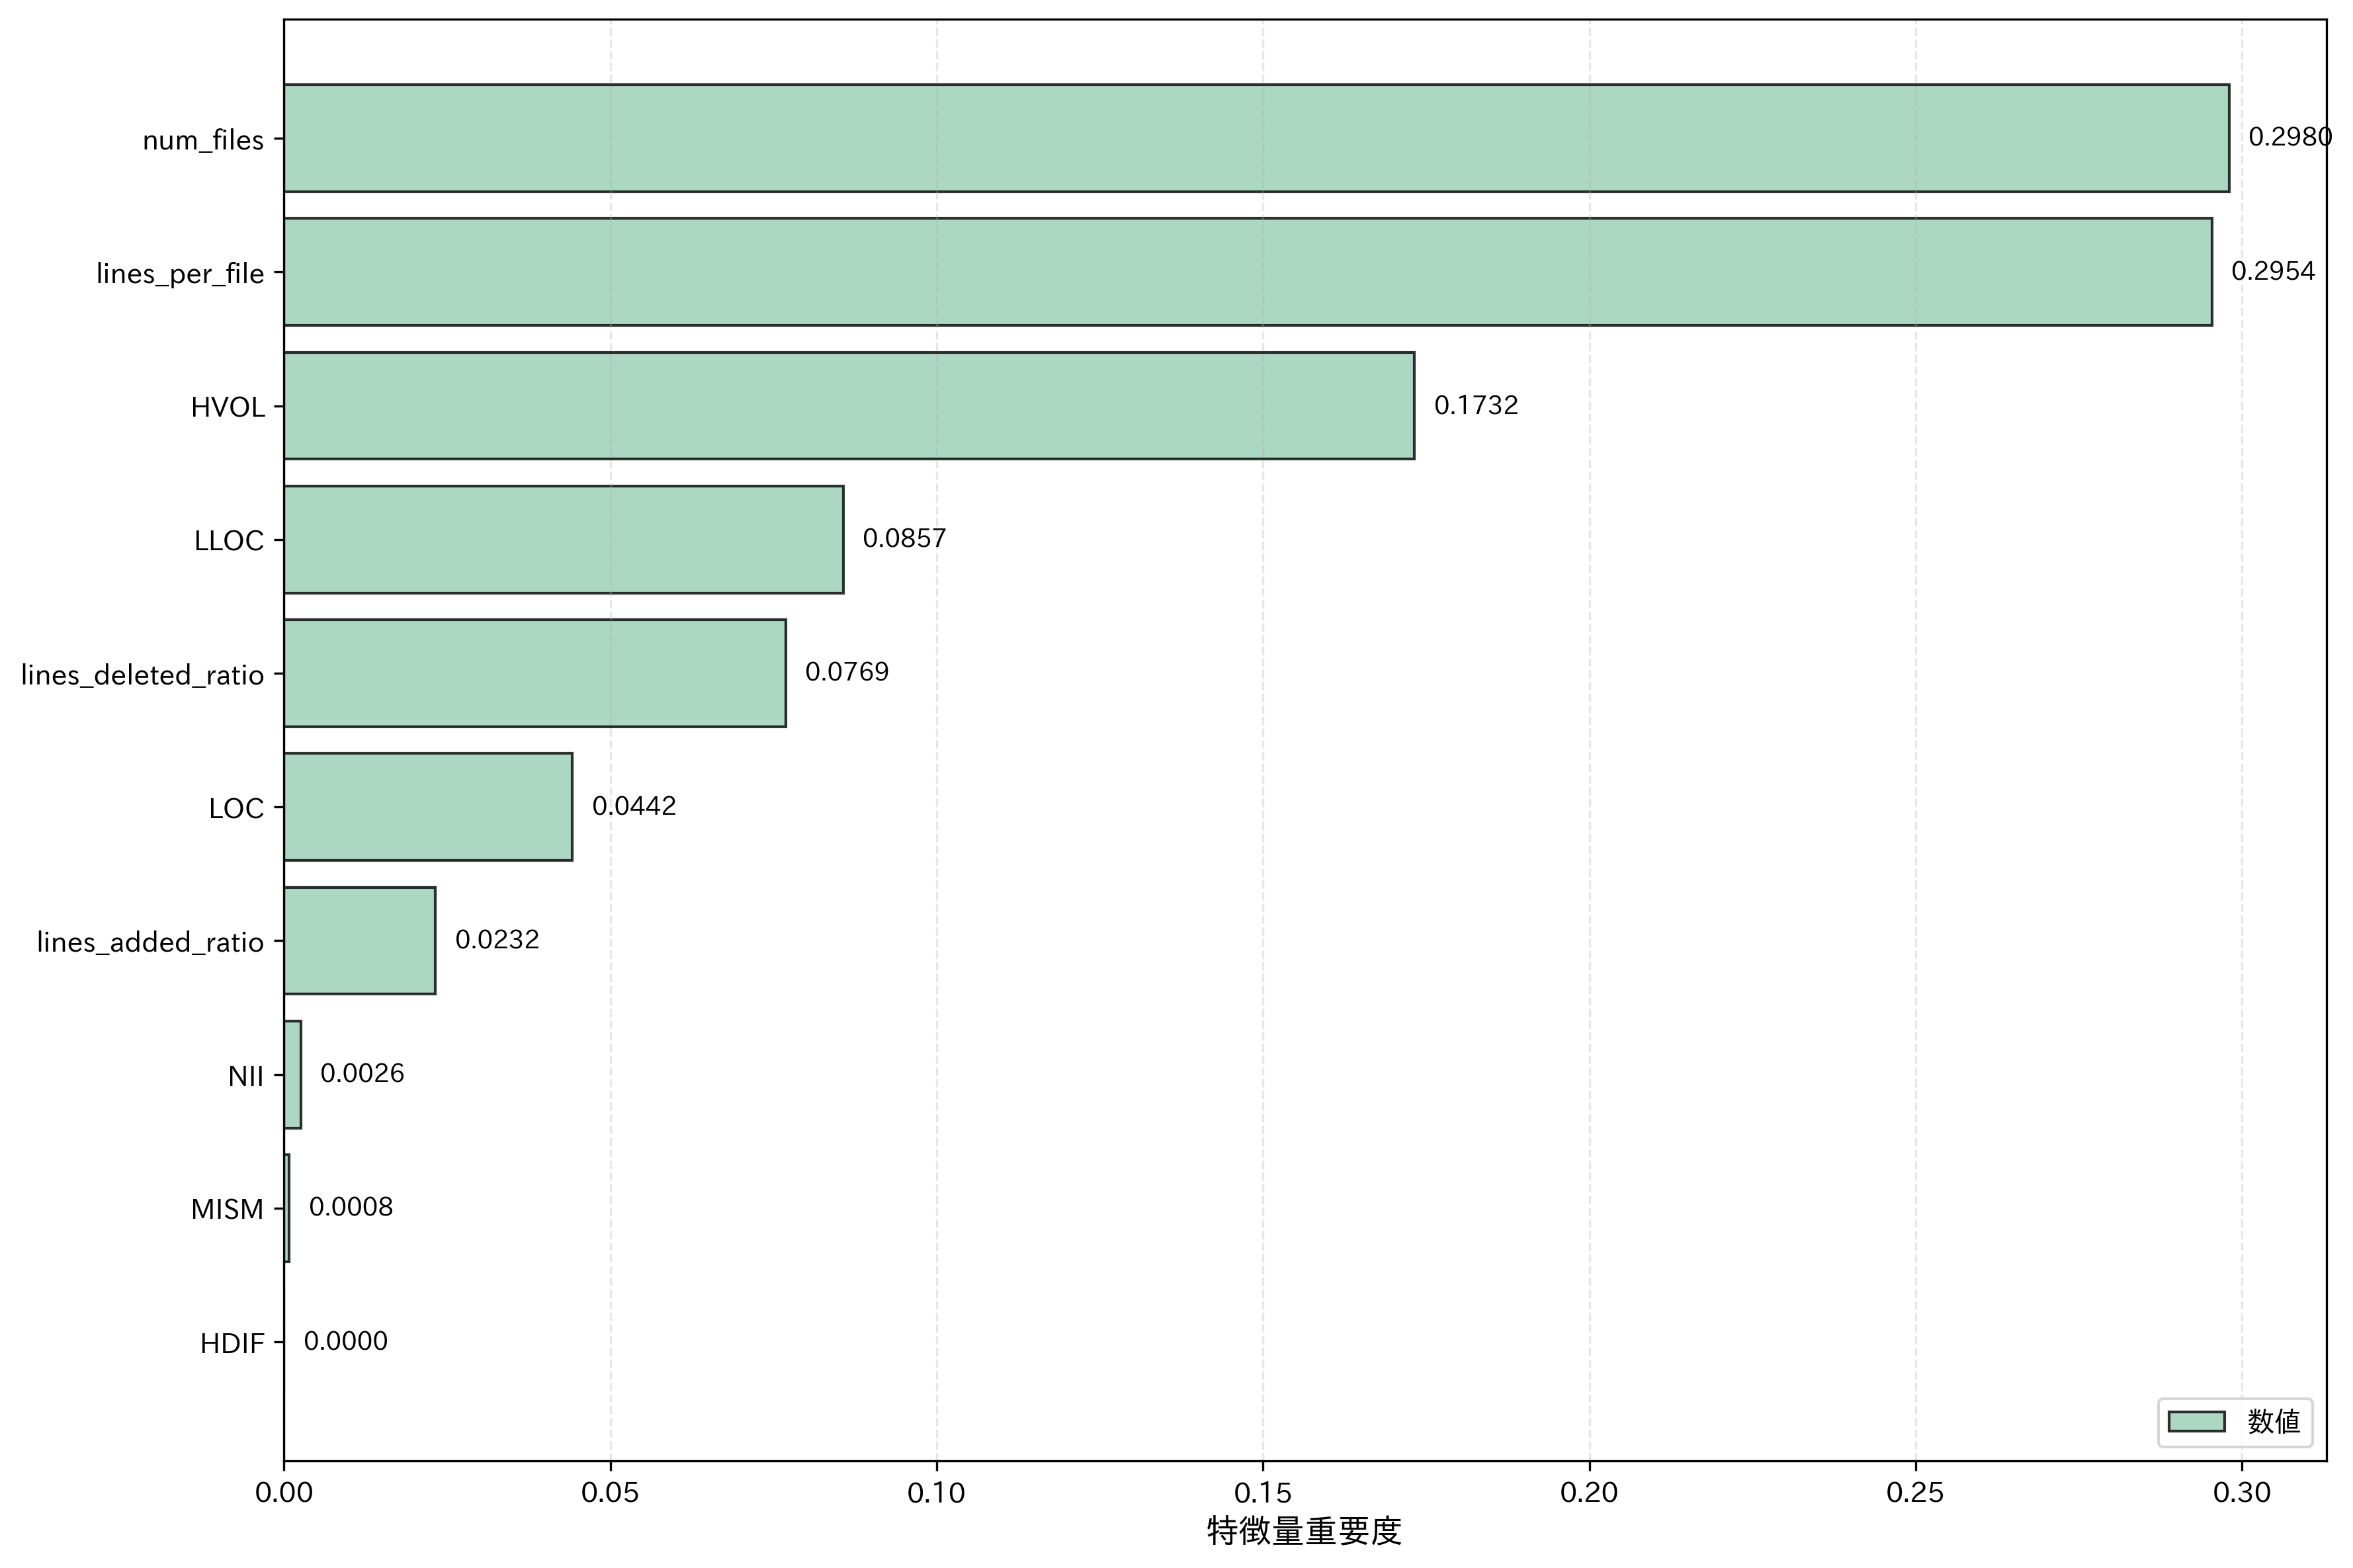 num_files 0.2980
lines_per_file 0.2954
HVOL 0.1732
LLOC 0.0857
lines_deleted_ratio 0.0769
LOC 0.0442
lines_added_ratio 0.0232
NII 0.0026
MISM 0.0008
HDIF 0.0000
数値
0.00 0.05 0.10 0.15 0.20 0.25 0.30
特徴量重要度